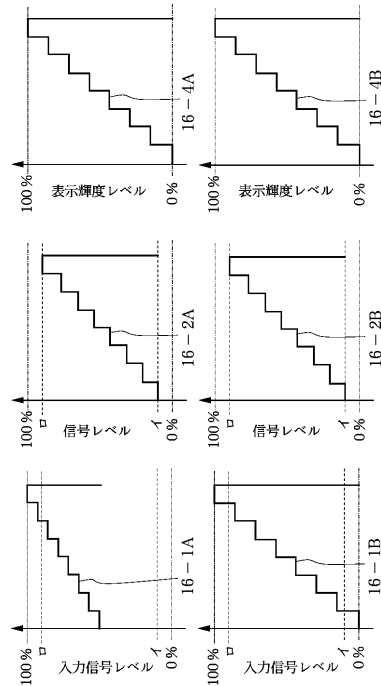 100%
ロ
入力信号レベル
イ
0%
16-1A
100%
ロ
信号レベル
イ
0%
16-2A
100%
表示輝度レベル
0%
16-4A
100%
ロ
入力信号レベル
イ
0%
16-1B
100%
ロ
信号レベル
イ
0%
16-2B
100%
表示輝度レベル
0%
16-4B